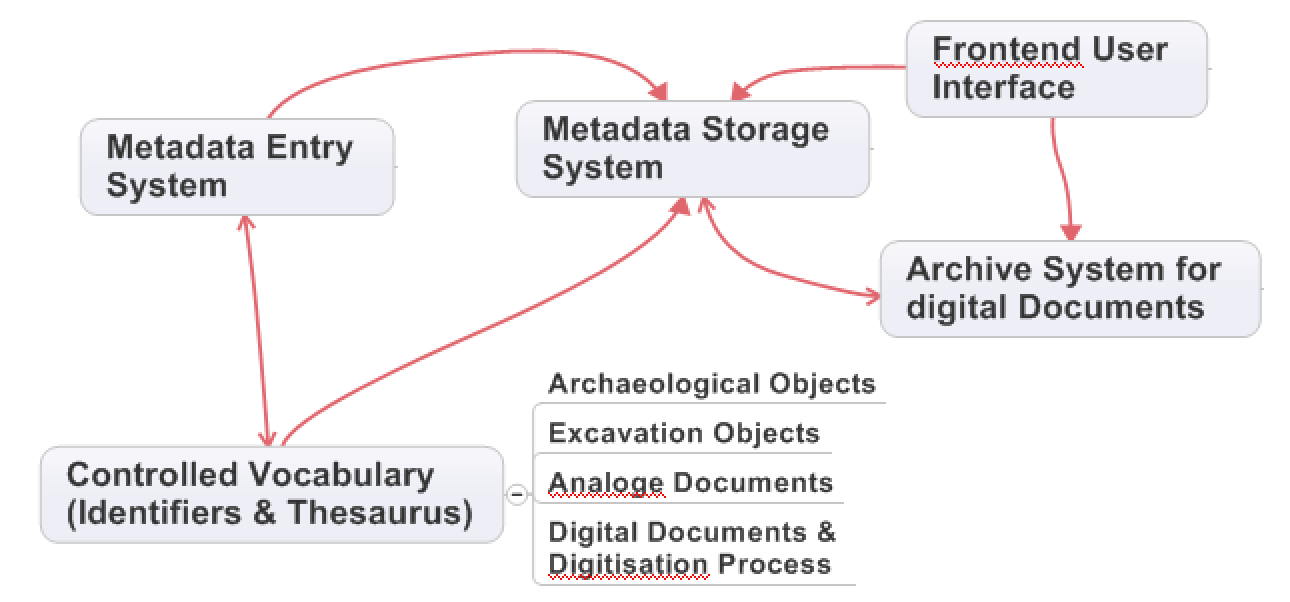 Frontend User
Interface
Metadata Entry
System
Metadata Storage
System
Archive System for
digital Documents
Controlled Vocabulary
(Identifiers & Thesaurus)
Archaeological Objects
Excavation Objects
Analoge Documents
Digital Documents &
Digitisation Process